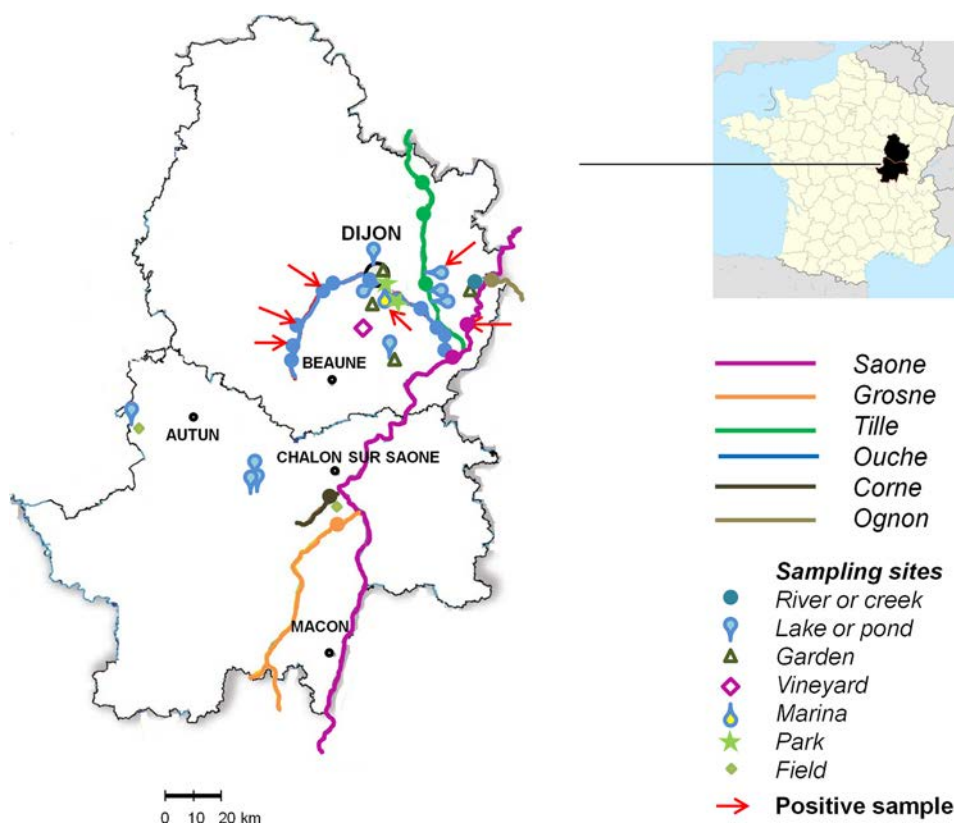 DIJON
BEAUNE
AUTUN
CHALON SUR SAONE
MACON
0 10 20 km
Saone
Grosne
Tille
Ouche
Corne
Ognon
Sampling sites
River or creek
Lake or pond
Garden
Vineyard
Marina
Park
Field
Positive sample